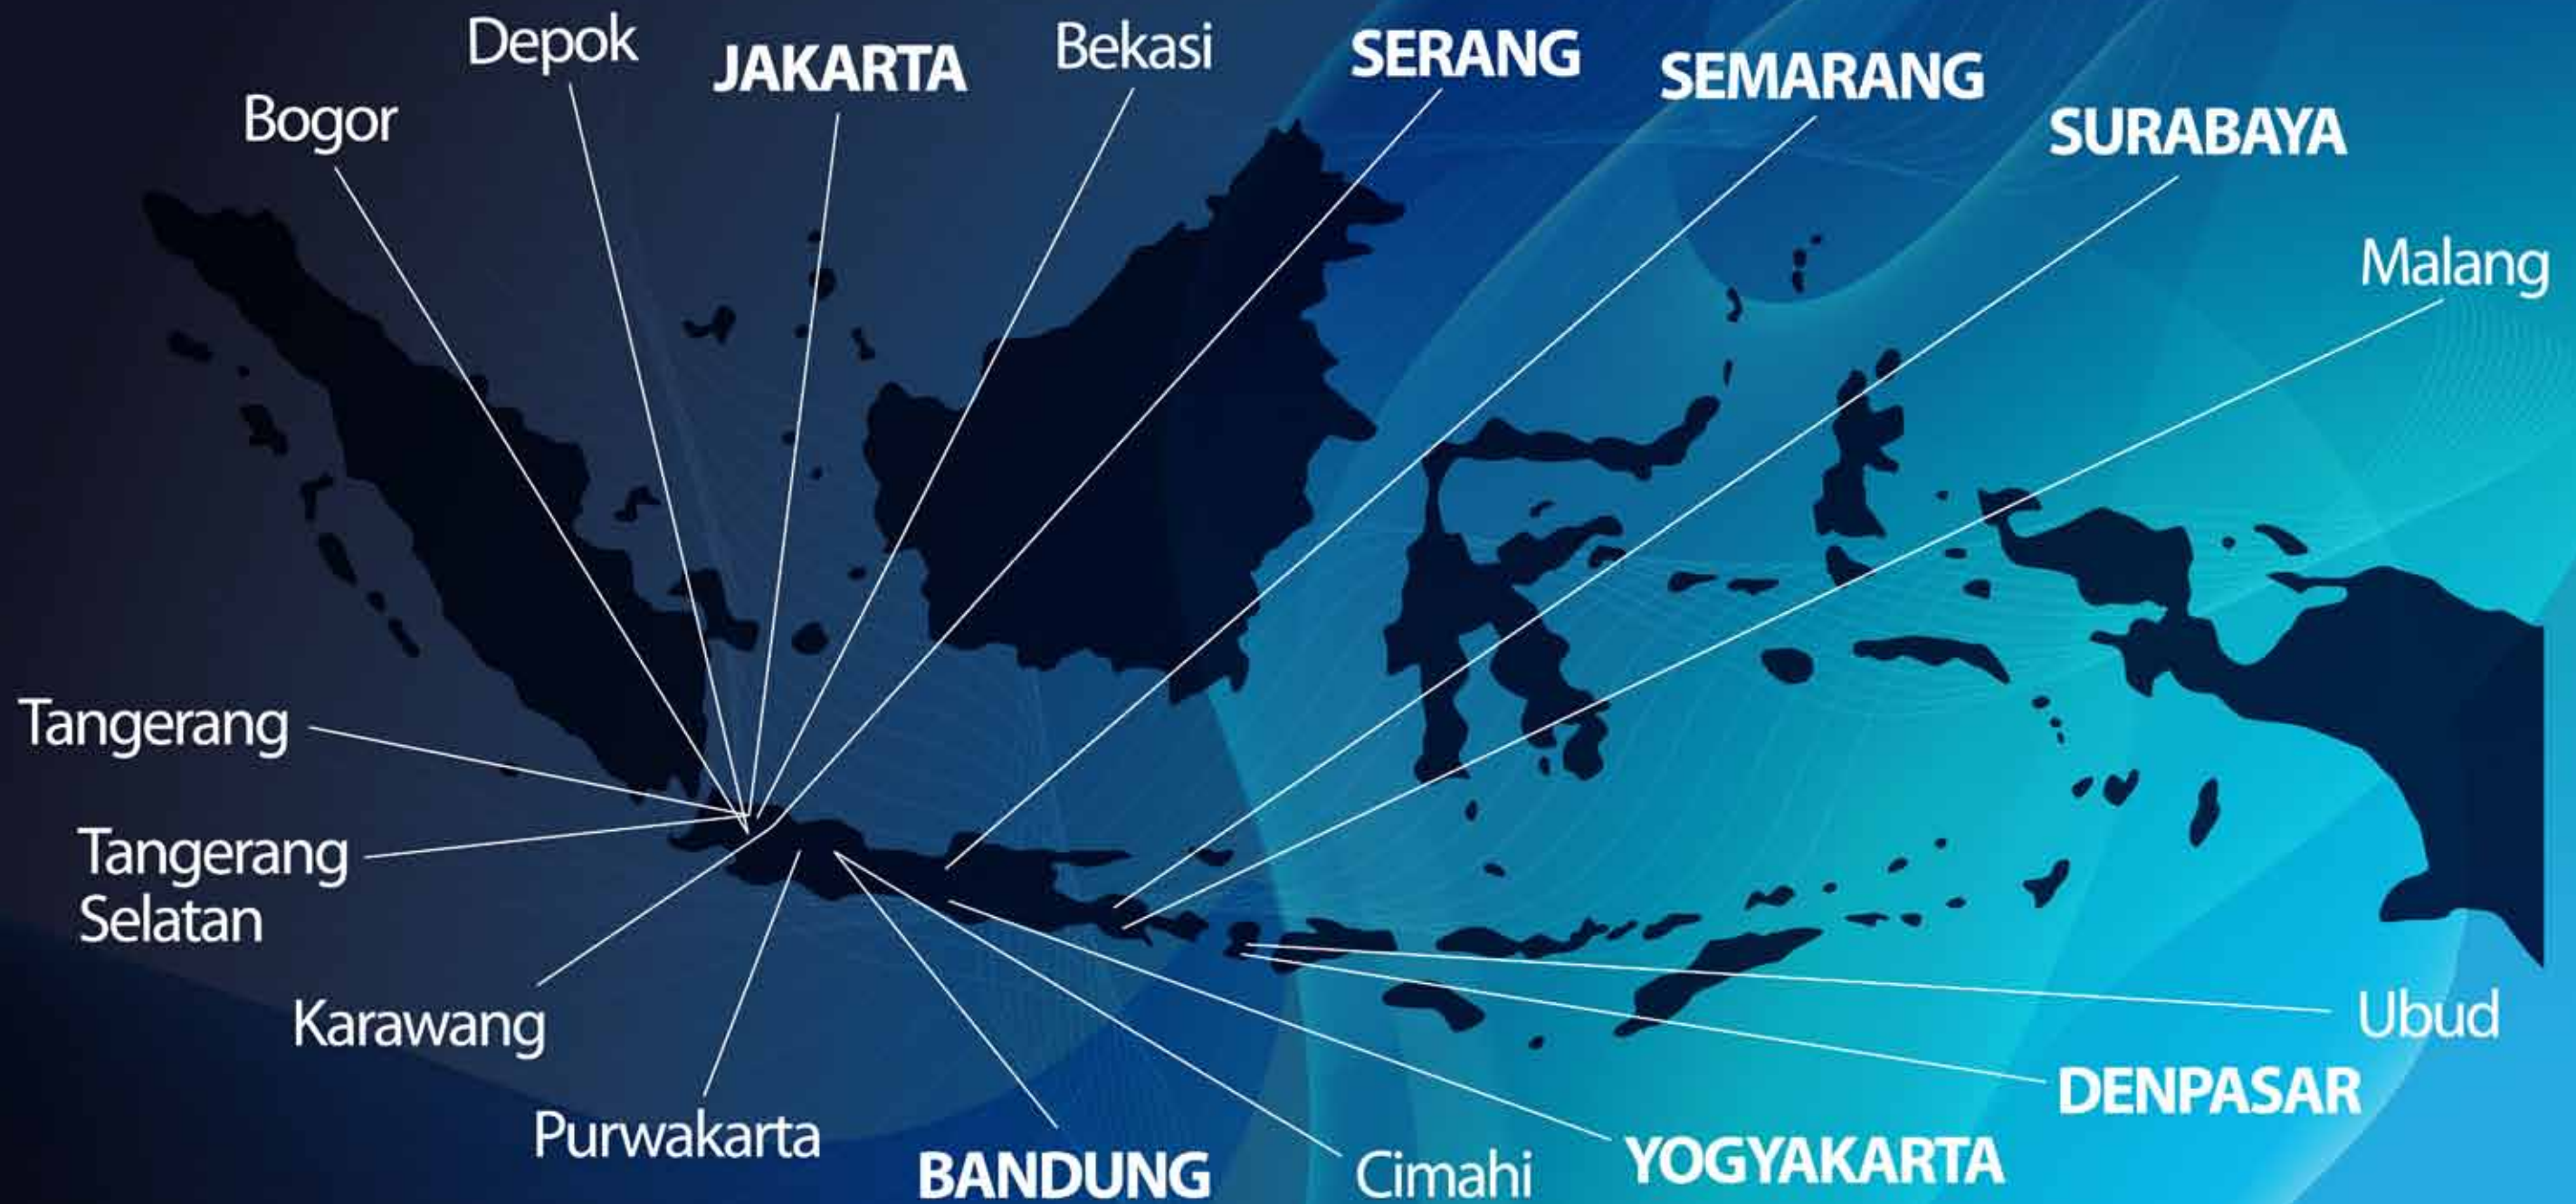 Depok
JAKARTA
Bekasi
SERANG
SEMARANG
SURABAYA
Bogor
Malang
Tangerang
Tangerang
Selatan
Karawang
Purwakarta
BANDUNG
Cimahi
YOGYAKARTA
DENPASAR
Ubud